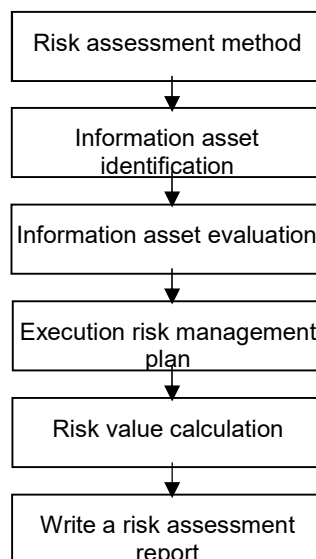 Risk assessment method
Information asset
identification
Information asset evaluation
Execution risk management
plan
Risk value calculation
Write a risk assessment
report